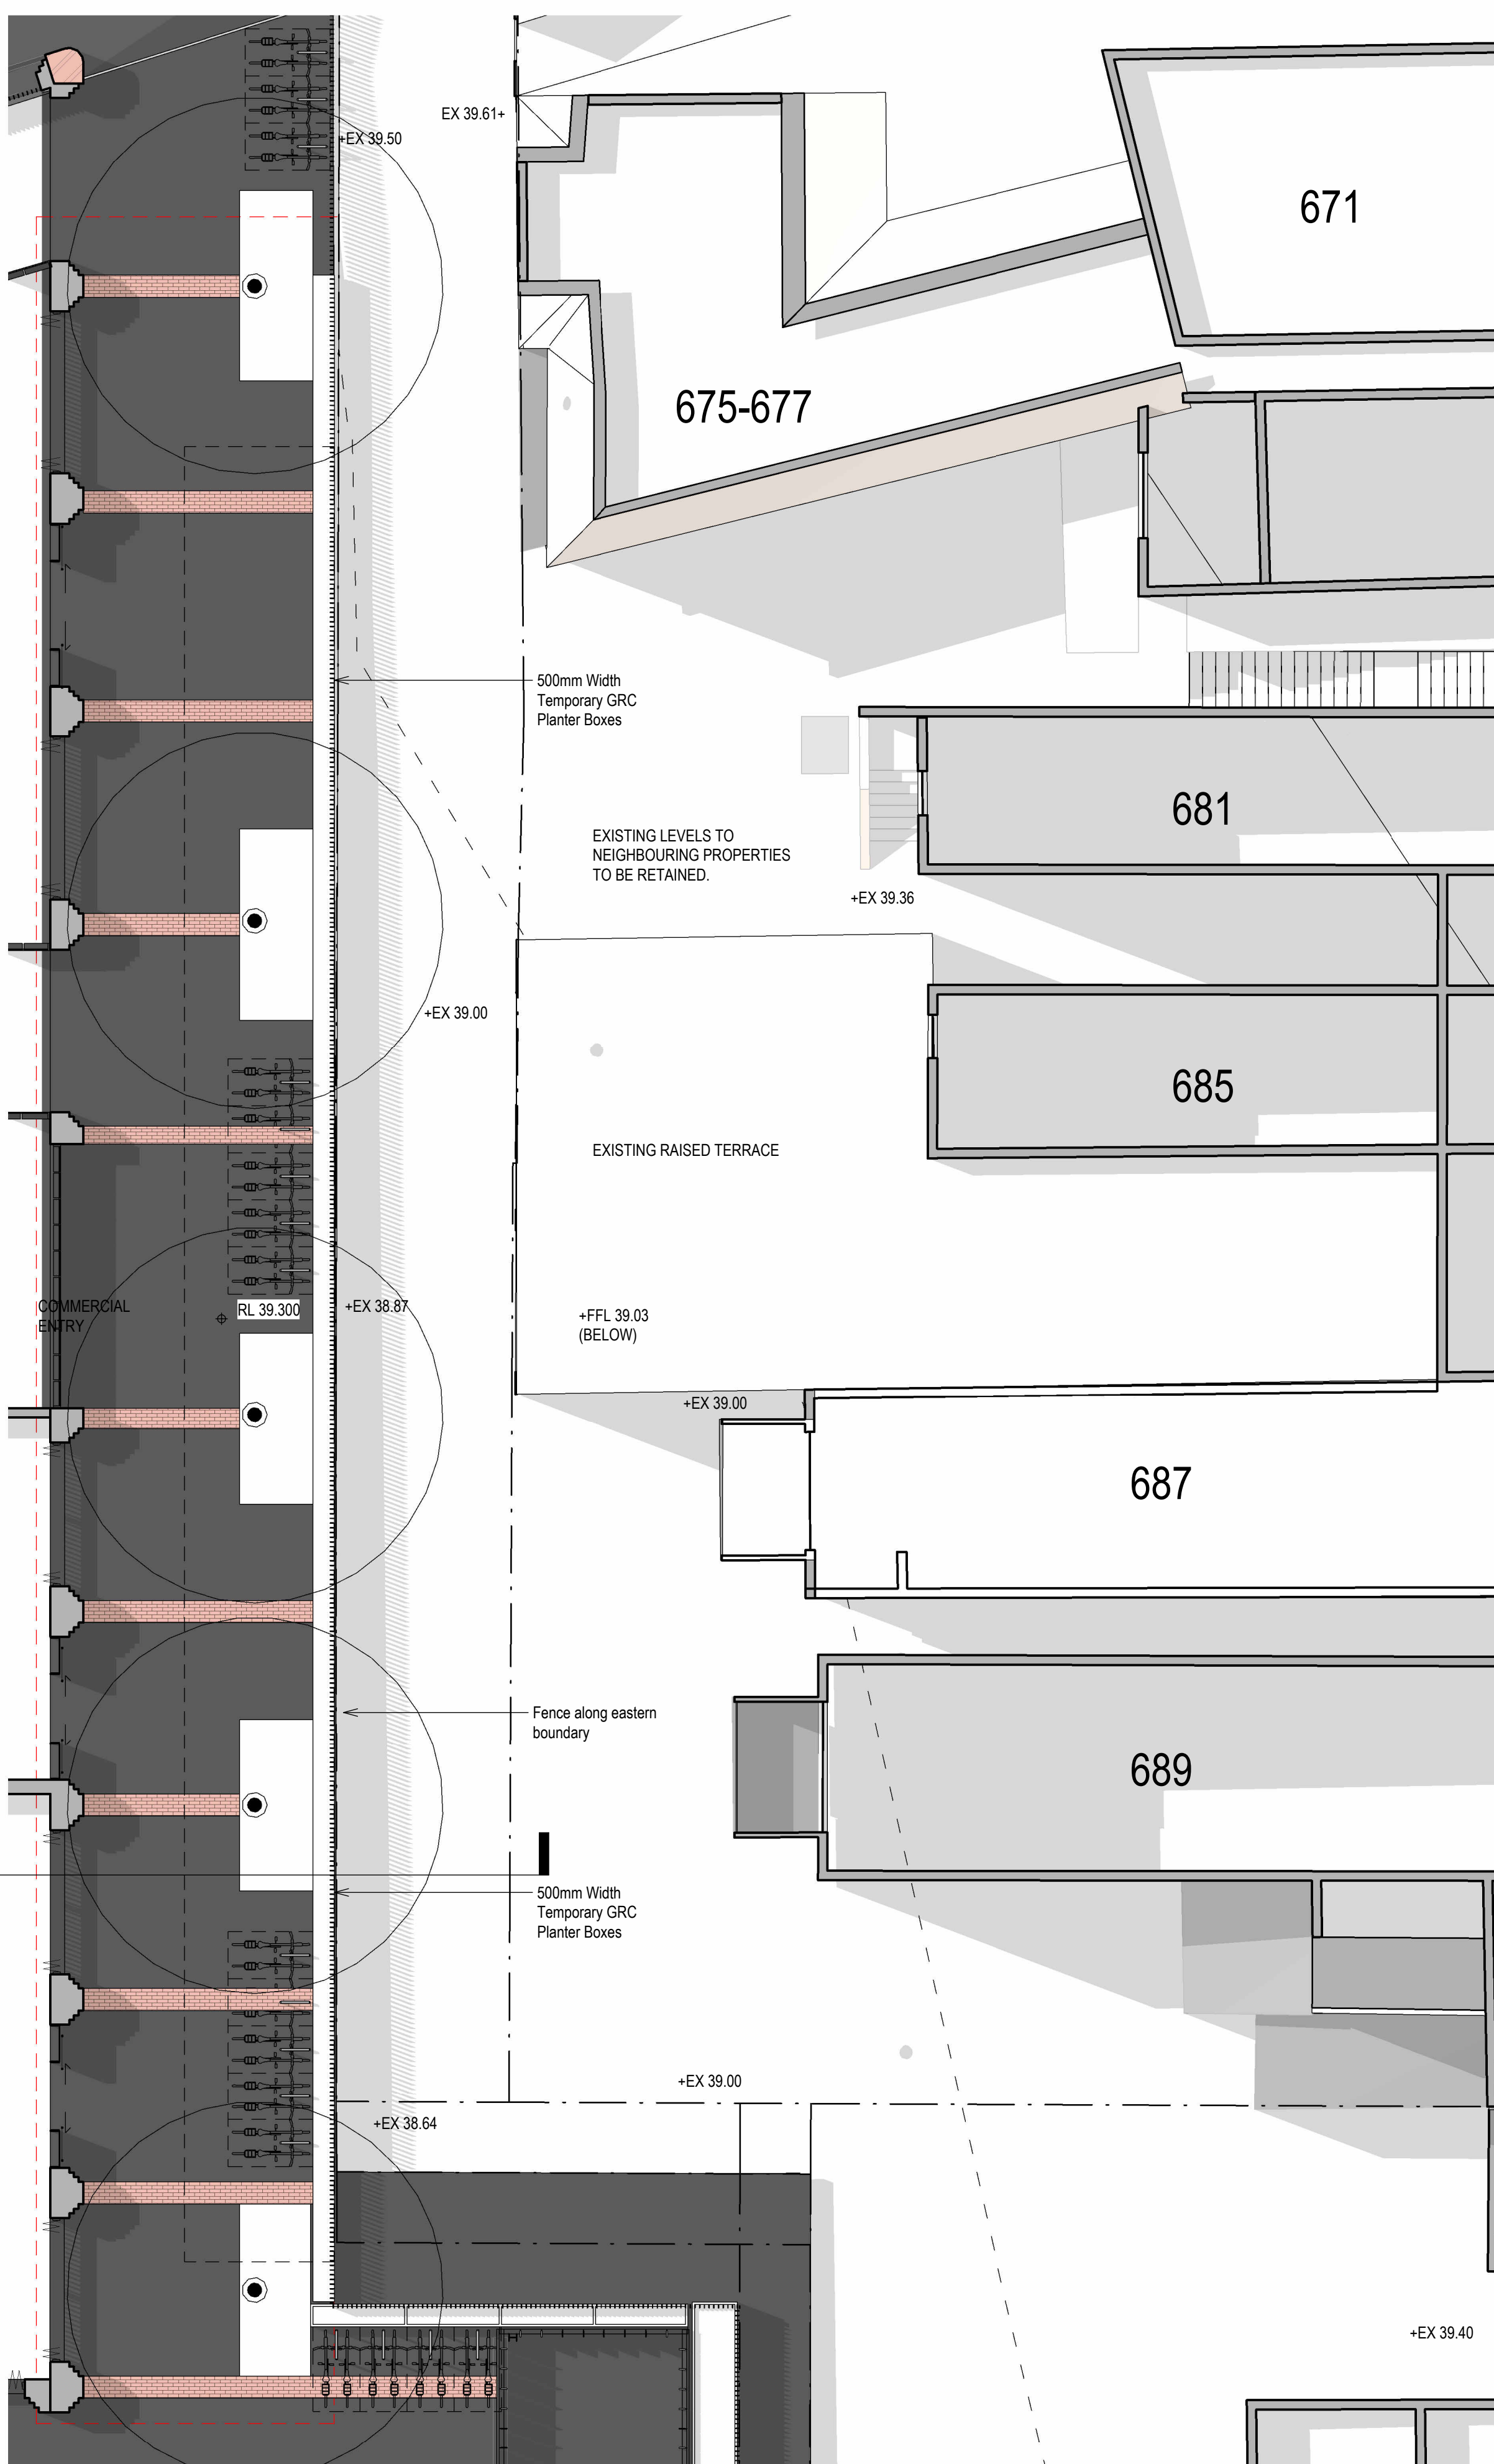 EX 39.61+
+EX 39.50
671
675-677
500mm Width
Temporary GRC
Planter Boxes
681
EXISTING LEVELS TO
NEIGHBOURING PROPERTIES
TO BE RETAINED.
+EX 39.36
+EX 39.00
685
EXISTING RAISED TERRACE
COMMERCIAL
ENTRY
RL 39.300
+EX 38.87
+FFL 39.03
(BELOW)
+EX 39.00
687
Fence along eastern
boundary
689
500mm Width
Temporary GRC
Planter Boxes
+EX 39.00
+EX 38.64
+EX 39.40